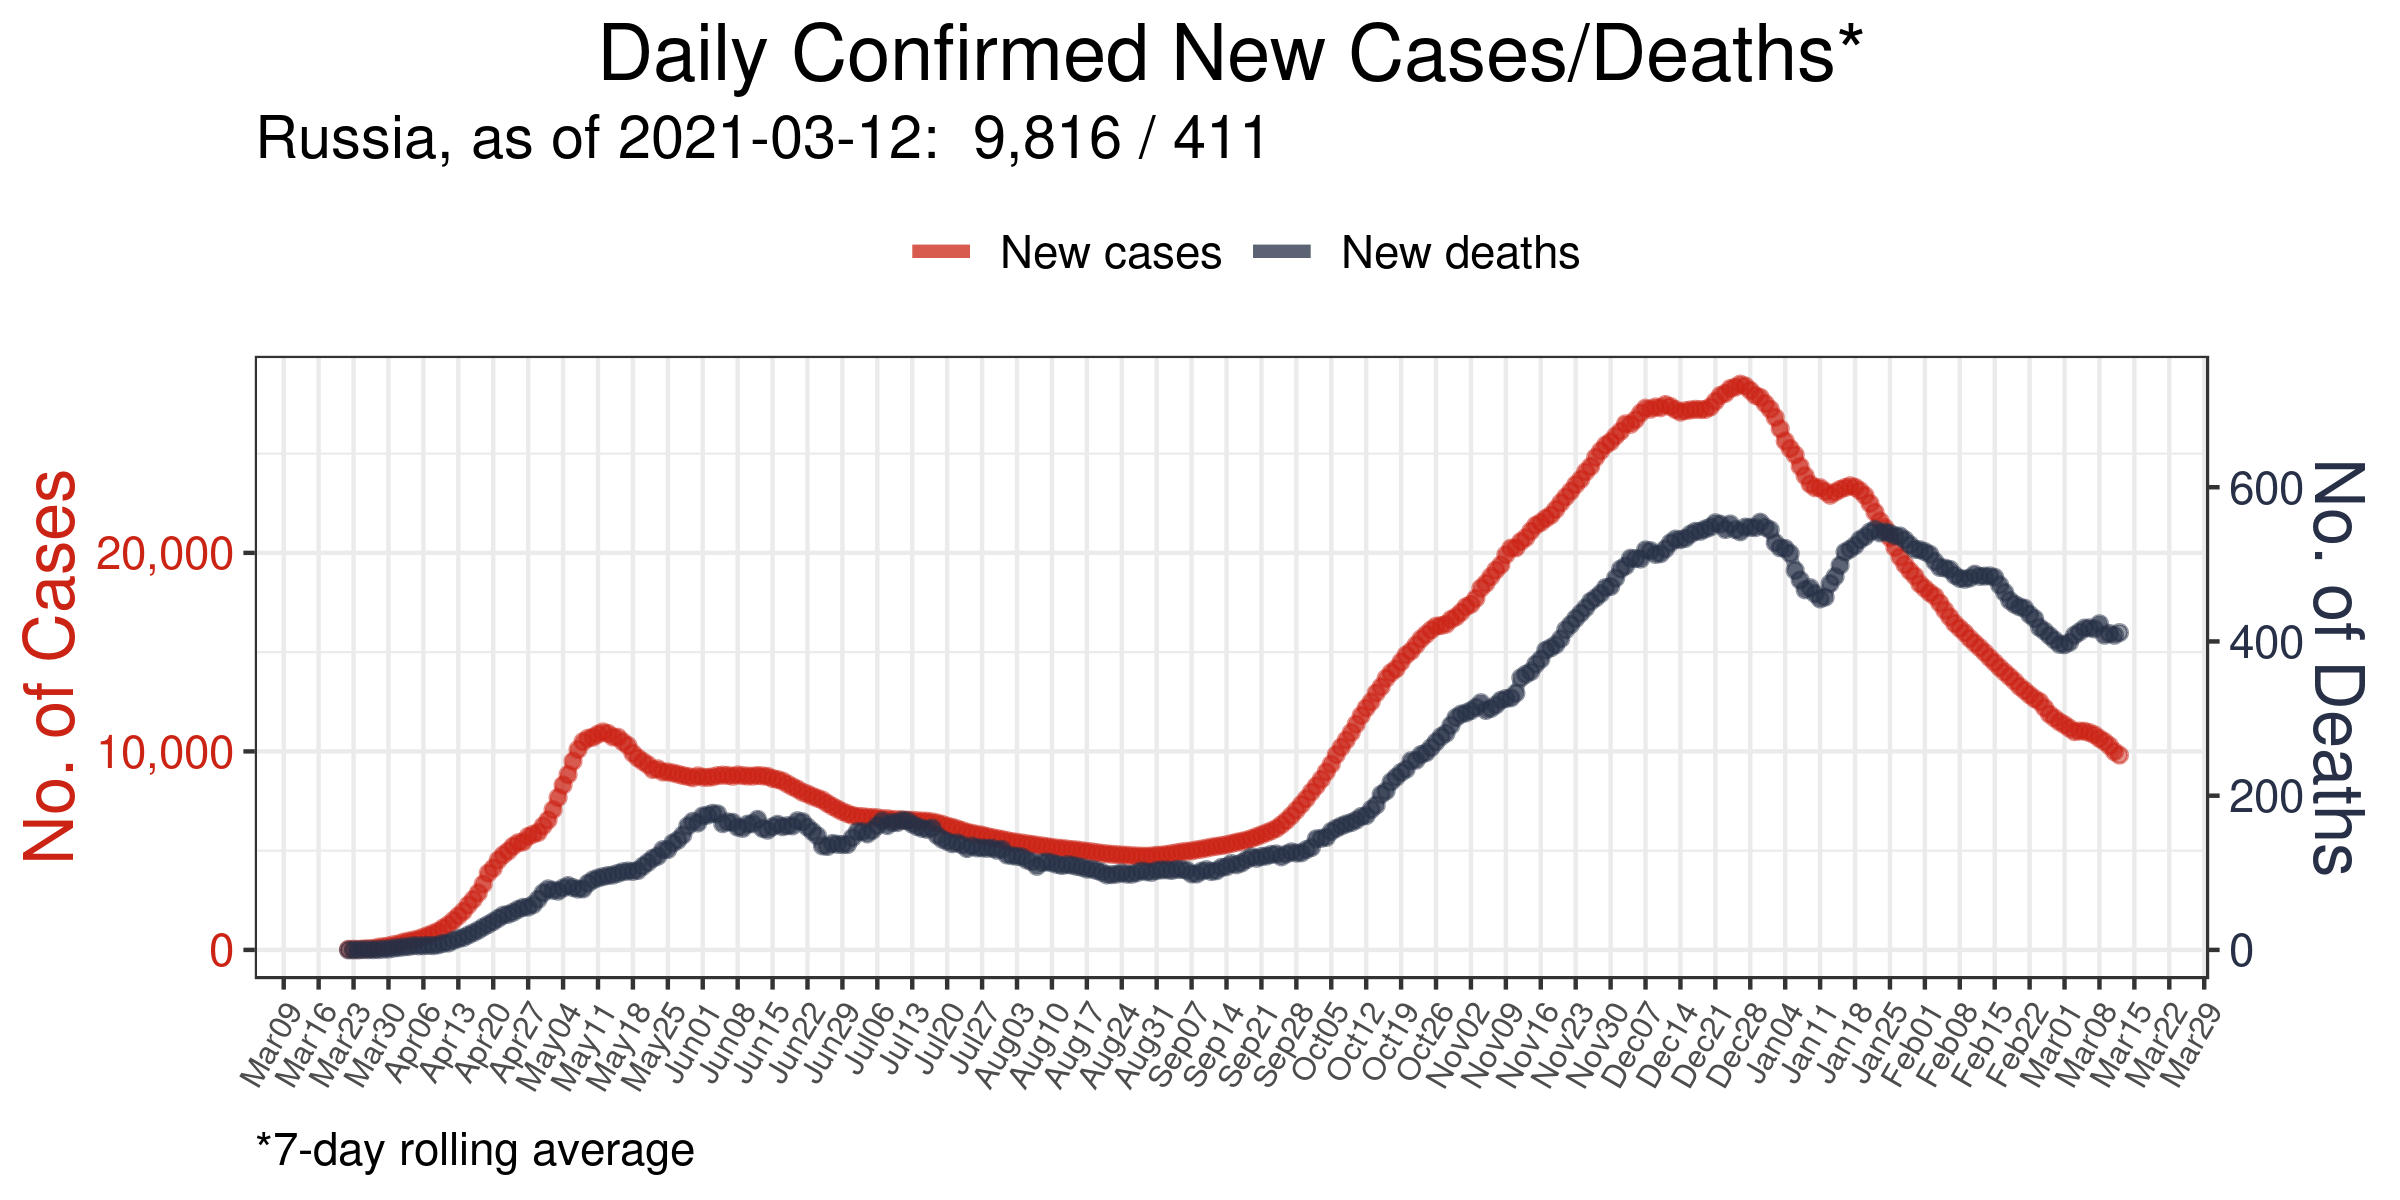 Daily Confirmed New Cases/Deaths*
Russia, as of 2021-03-12:  9,816 / 411
New cases
New deaths
No. of Cases
20,000
10,000
0
600
400
200
0
No. of Deaths
Mar09
Mar16
Mar23
Mar30
Apr06
Apr13
Apr20
Apr27
May04
May11
May18
May25
Jun01
Jun08
Jun15
Jun22
Jun29
Jul06
Jul13
Jul20
Jul27
Aug03
Aug10
Aug17
Aug24
Aug31
Sep07
Sep14
Sep21
Sep28
Oct05
Oct12
Oct19
Oct26
Nov02
Nov09
Nov16
Nov23
Nov30
Dec07
Dec14
Dec21
Dec28
Jan04
Jan11
Jan18
Jan25
Feb01
Feb08
Feb15
Feb22
Mar01
Mar08
Mar15
Mar22
Mar29
*7-day rolling average